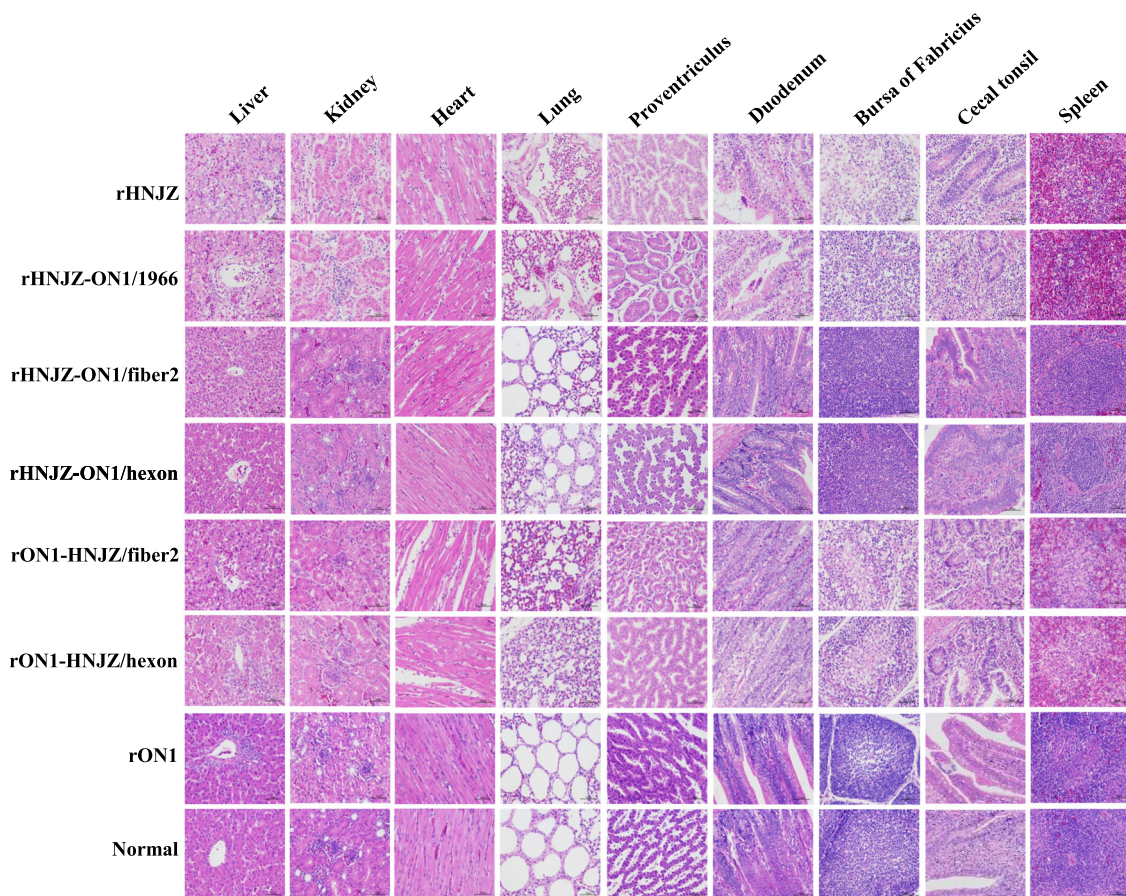 Liver
Kidney
Heart
Lung
Proventriculus
Duodenum
Bursa of Fabricius
Cecal tonsil
Spleen
rHNJZ
rHNJZ-ON1/1966
rHNJZ-ON1/fiber2
rHNJZ-ON1/hexon
rON1-HNJZ/fiber2
rON1-HNJZ/hexon
rON1
Normal